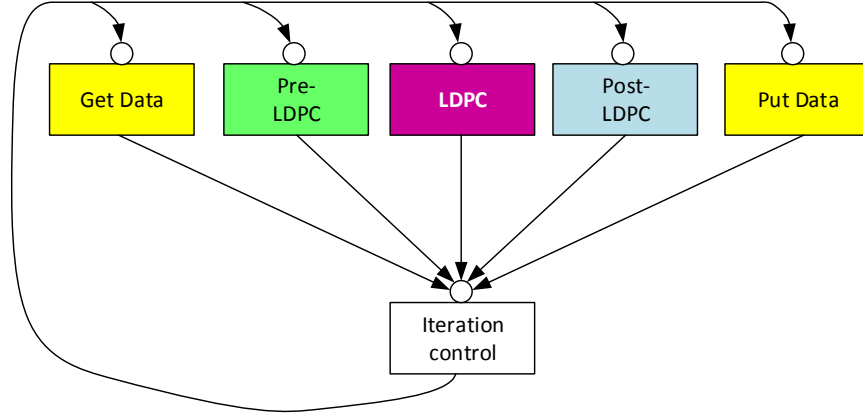 Get Data
Pre-
LDPC
LDPC
Post-
LDPC
Put Data
Iteration
control